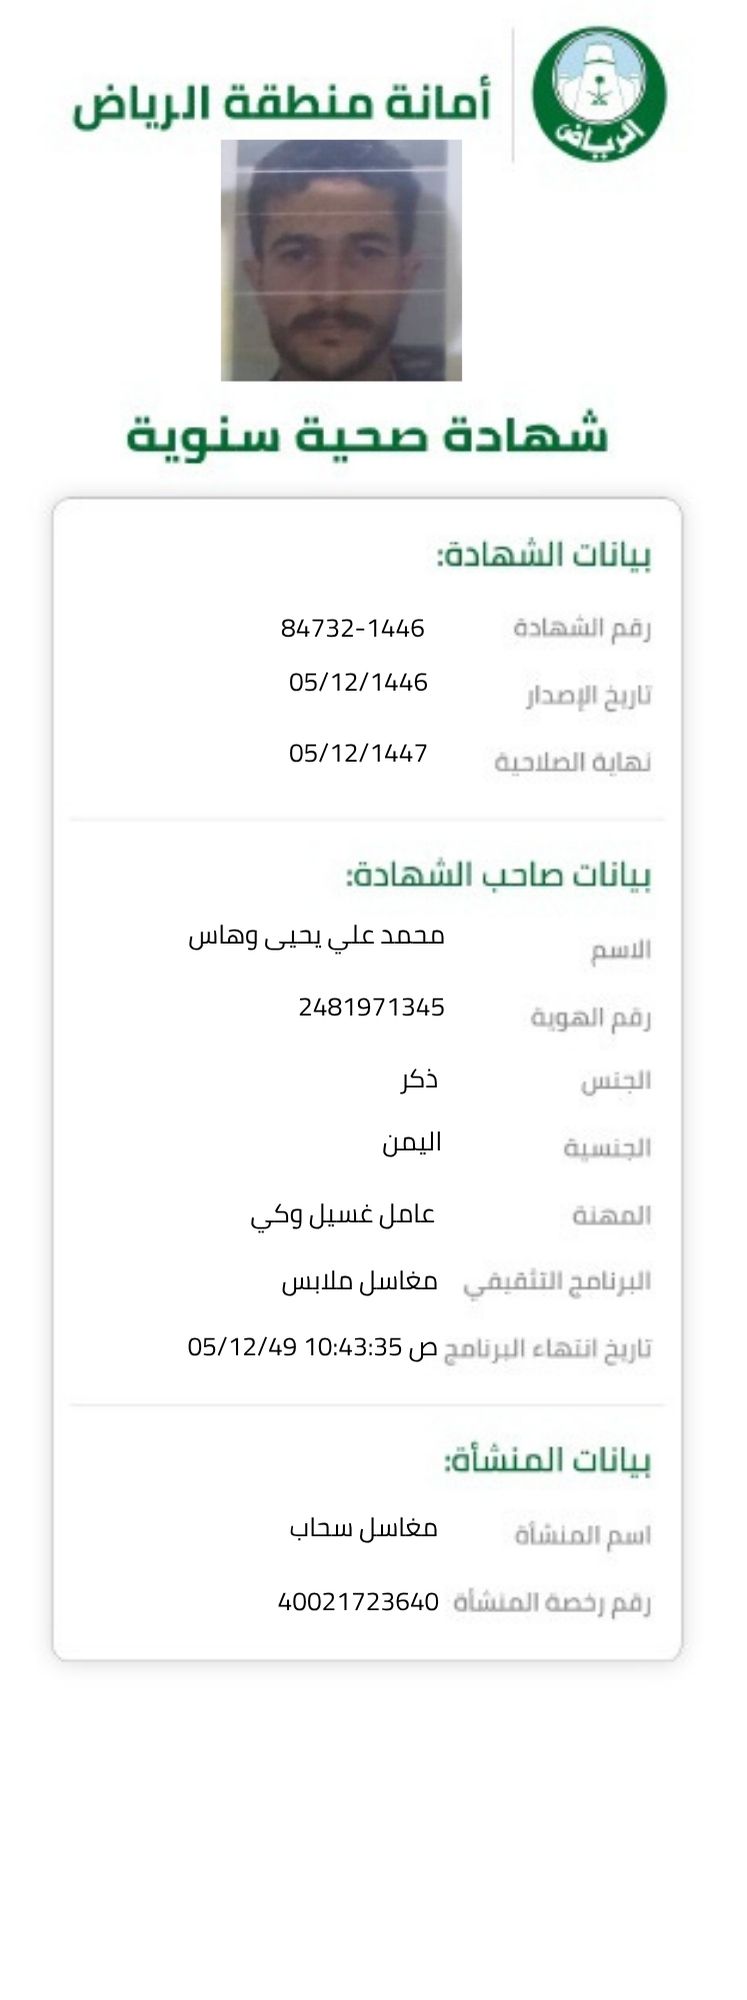 أمانة منطقة الرياض
الرياض
شهادة صحية سنوية
بيانات الشهادة:
رقم الشهادة 84732-1446
تاريخ الإصدار 05/12/1446
نهاية الصلاحية 05/12/1447
بيانات صاحب الشهادة:
الاسم محمد علي يحيى وهاس
رقم الهوية 2481971345
الجنس ذكر
الجنسية اليمن
المهنة عامل غسيل وكي
البرنامج التثقيفي مغاسل ملابس
تاريخ انتهاء البرنامج 05/12/49 10:43:35 ص
بيانات المنشأة:
اسم المنشأة مغاسل سحاب
رقم رخصة المنشأة 40021723640